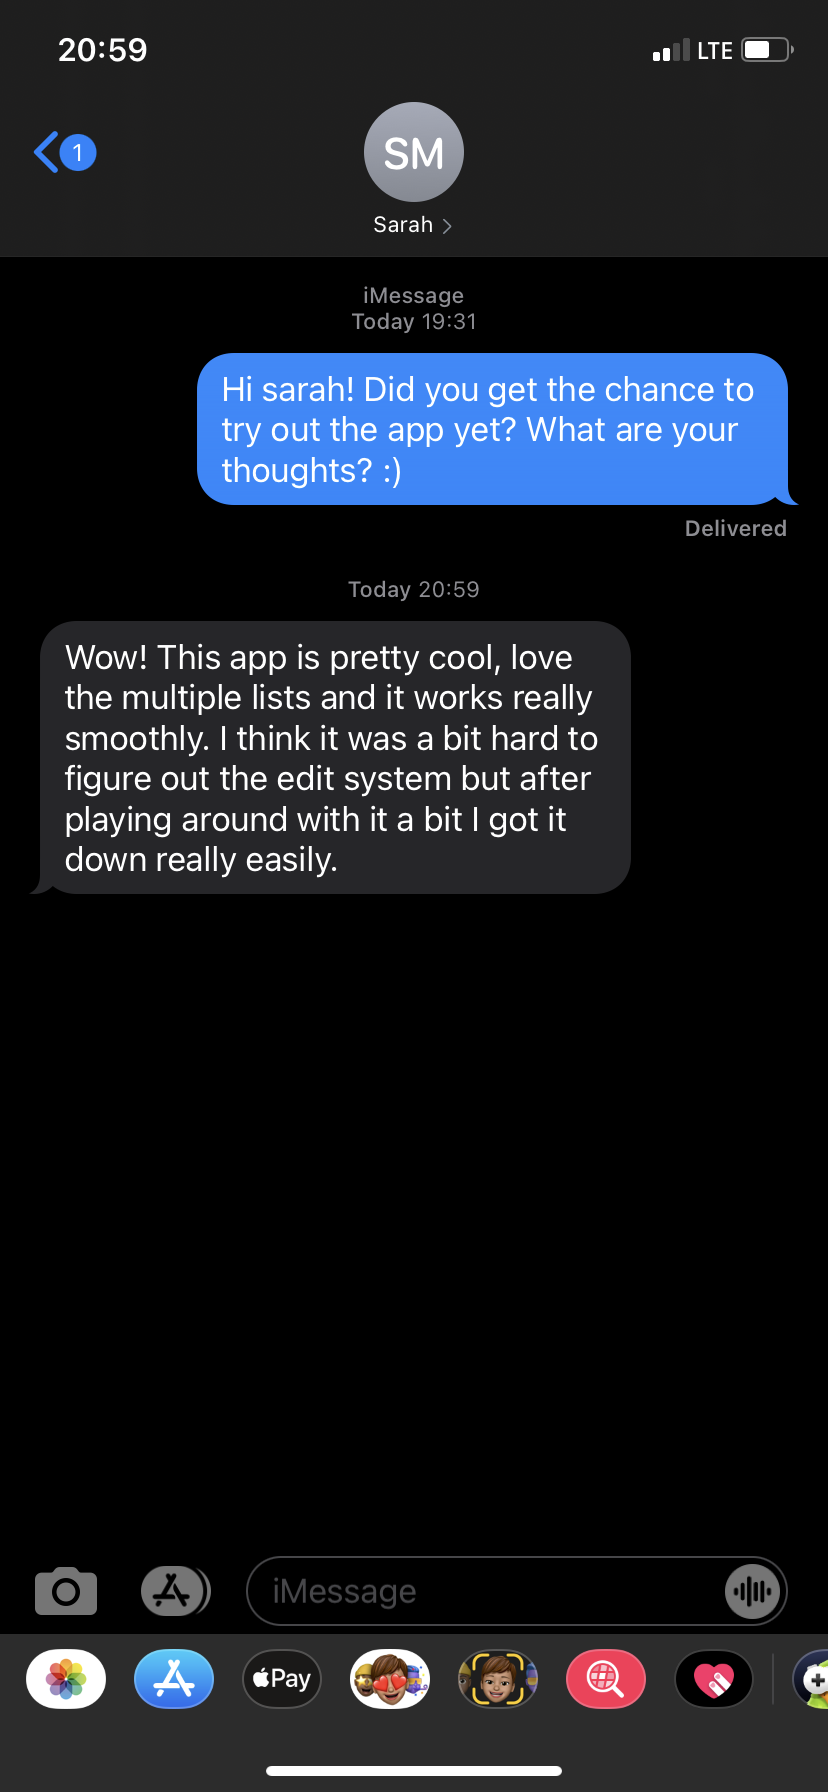 20:59
LTE
1
SM
Sarah
iMessage
Today 19:31
Hi sarah! Did you get the chance to
try out the app yet? What are your
thoughts? :)
Delivered
Today 20:59
Wow! This app is pretty cool, love
the multiple lists and it works really
smoothly. I think it was a bit hard to
figure out the edit system but after
playing around with it a bit I got it
down really easily.
iMessage
Pay